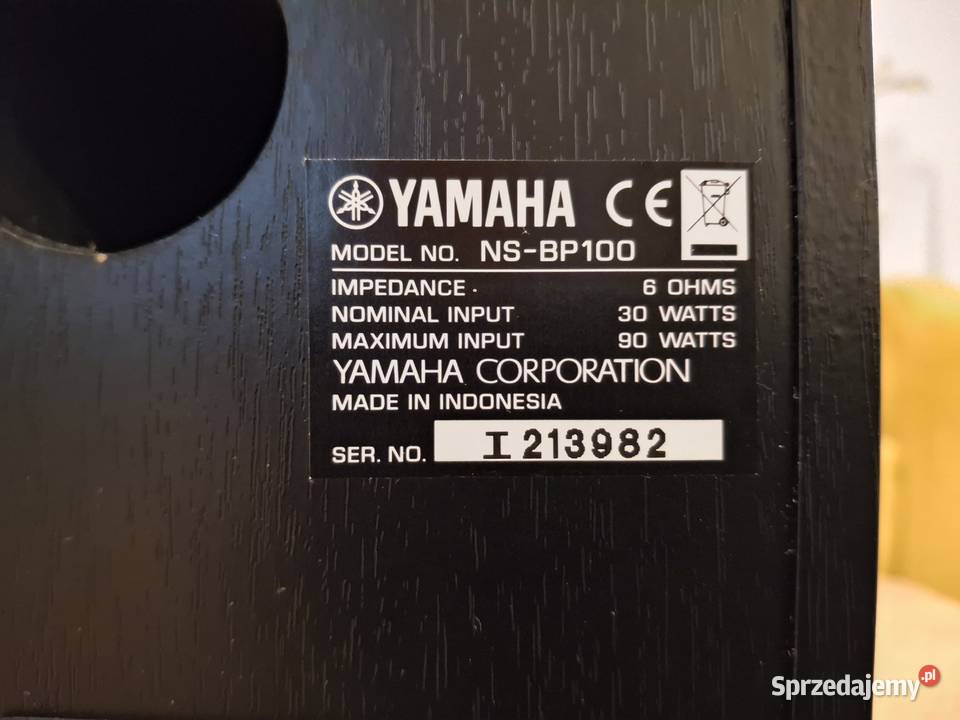 YAMAHA CE
MODEL NO. NS-BP100
IMPEDANCE 6 OHMS
NOMINAL INPUT 30 WATTS
MAXIMUM INPUT 90 WATTS
YAMAHA CORPORATION
MADE IN INDONESIA
SER. NO. I 213982
Sprzedajemy.pl